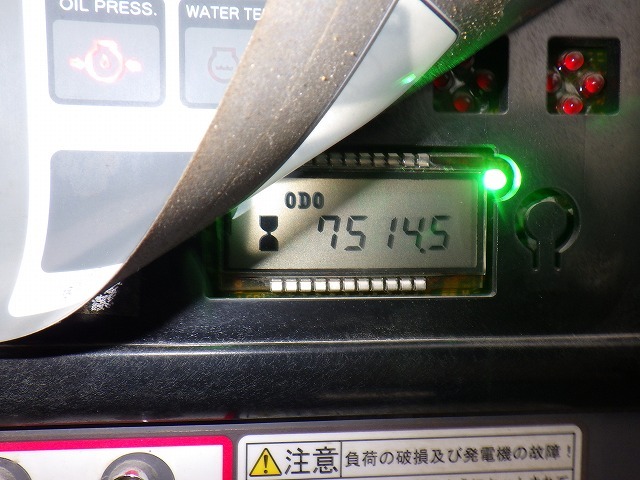 OIL PRESS.
WATER TE
ODO
7514.5
注意
負荷の破損及び発電機の故障!